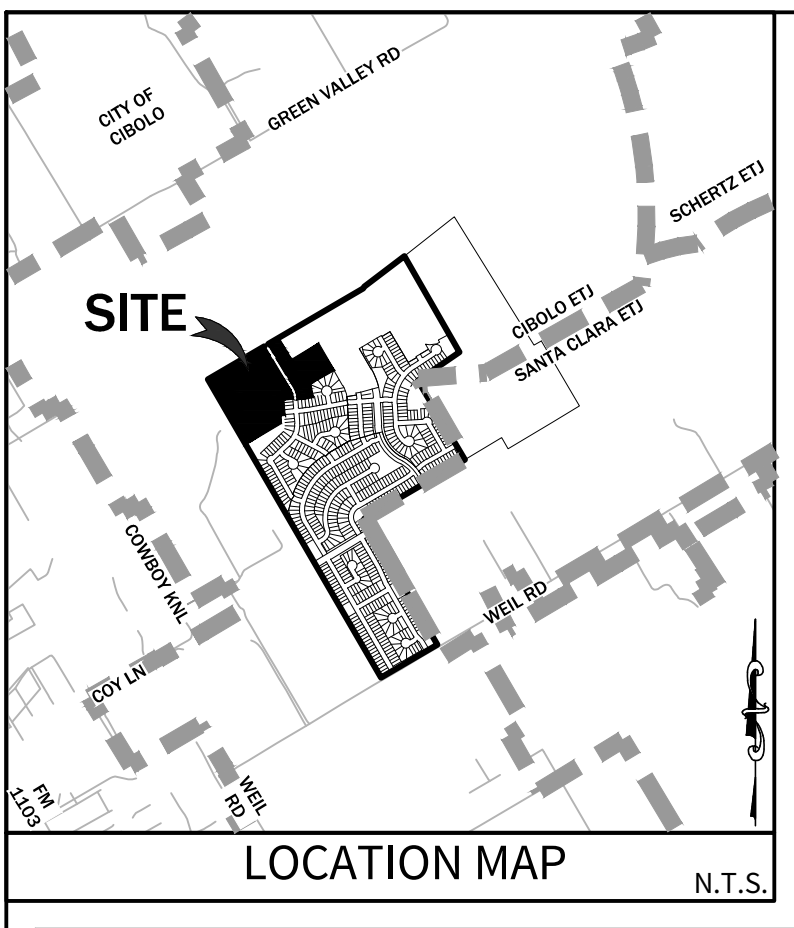 CITY OF
CIBOLO
GREEN VALLEY RD
SCHERTZ ETJ
SITE
CIBOLO ETJ
SANTA CLARA ETJ
COWBOY KNL
WEIL RD
COY LN
FM
1103
WEIL
RD
LOCATION MAP
N.T.S.